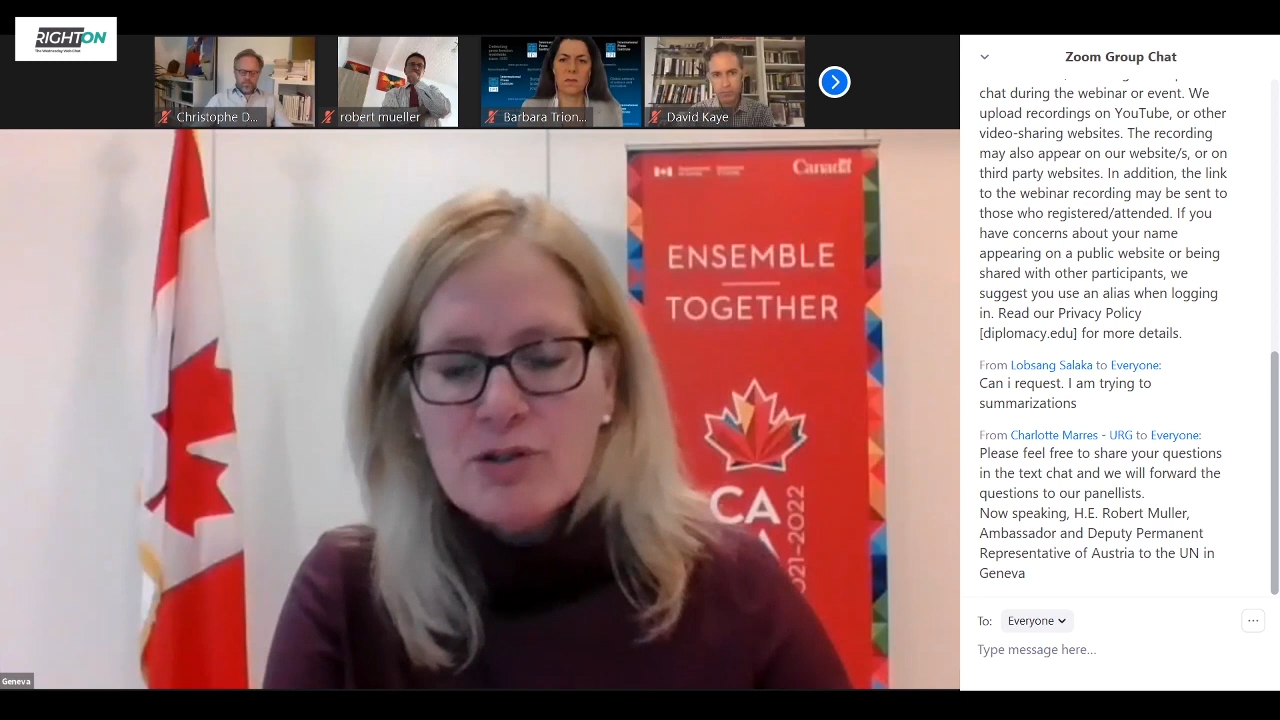 RIGHTON
The Wednesday Web Chat
Christophe D...
robert mueller
Barbara Trion...
David Kaye
Canada
ENSEMBLE
TOGETHER
CA
021-2022
Geneva
Zoom Group Chat
chat during the webinar or event. We
upload recordings on YouTube, or other
video-sharing websites. The recording
may also appear on our website/s, or on
third party websites. In addition, the link
to the webinar recording may be sent to
those who registered/attended. If you
have concerns about your name
appearing on a public website or being
shared with other participants, we
suggest you use an alias when logging
in. Read our Privacy Policy
[diplomacy.edu] for more details.
From Lobsang Salaka to Everyone:
Can i request. I am trying to
summarizations
From Charlotte Marres - URG to Everyone:
Please feel free to share your questions
in the text chat and we will forward the
questions to our panellists.
Now speaking, H.E. Robert Muller,
Ambassador and Deputy Permanent
Representative of Austria to the UN in
Geneva
To: Everyone
Type message here...